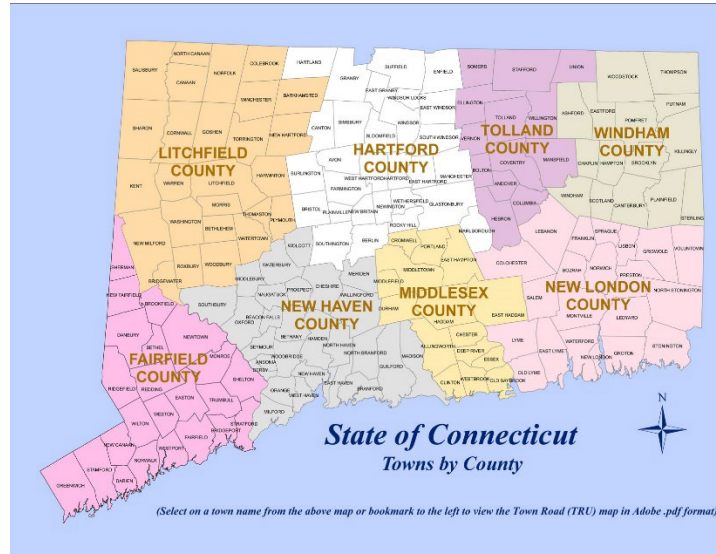 SALISBURY
NORTH CANAAN
CANAAN
NORFOLK
COLEBROOK
HARTLAND
GRANBY
SUFFIELD
ENFIELD
SOMERS
STAFFORD
UNION
WOODSTOCK
THOMPSON
WINCHESTER
BARKHAMSTED
EAST GRANBY
WINDSOR LOCKS
EAST WINDSOR
ELLINGTON
WILLINGTON
ASHFORD
EASTFORD
POMFRET
PUTNAM
SHARON
CORNWALL
GOSHEN
TORRINGTON
NEW HARTFORD
CANTON
SIMSBURY
BLOOMFIELD
WINDSOR
SOUTH WINDSOR
VERNON
TOLLAND
TOLLAND
COUNTY
WINDHAM
COUNTY
KILLINGLY
LITCHFIELD
COUNTY
HARTFORD
COUNTY
AVON
WEST HARTFORD
HARTFORD
EAST HARTFORD
MANCHESTER
BOLTON
COVENTRY
MANSFIELD
CHAPLIN
HAMPTON
BROOKLYN
KENT
WARREN
LITCHFIELD
HARWINTON
BURLINGTON
FARMINGTON
NEWINGTON
WETHERSFIELD
GLASTONBURY
ANDOVER
COLUMBIA
WINDHAM
SCOTLAND
CANTERBURY
PLAINFIELD
STERLING
MORRIS
WASHINGTON
BETHLEHEM
THOMASTON
WATERTOWN
PLYMOUTH
BRISTOL
PLAINVILLE
NEW BRITAIN
ROCKY HILL
HEBRON
MARLBOROUGH
NEW MILFORD
ROXBURY
WOODBURY
BRIDGEWATER
WOLCOTT
SOUTHINGTON
BERLIN
CROMWELL
PORTLAND
EAST HAMPTON
COLCHESTER
LEBANON
FRANKLIN
SPRAGUE
LISBON
GRISWOLD
VOLUNTOWN
SHERMAN
NEW FAIRFIELD
BROOKFIELD
SOUTHBURY
MIDDLEBURY
WATERBURY
NAUGATUCK
PROSPECT
CHESHIRE
MERIDEN
WALLINGFORD
MIDDLETOWN
MIDDLEFIELD
DURHAM
BOZRAH
NORWICH
PRESTON
NORTH STONINGTON
NEW HAVEN
COUNTY
MIDDLESEX
COUNTY
NEW LONDON
COUNTY
SALEM
MONTVILLE
LEDYARD
STONINGTON
DANBURY
BETHEL
NEWTOWN
OXFORD
BEACON FALLS
BETHANY
HAMDEN
NORTH HAVEN
NORTH BRANFORD
HADDAM
EAST HADDAM
FAIRFIELD
COUNTY
MONROE
SEYMOUR
ANSONIA
DERBY
WOODBRIDGE
NEW HAVEN
EAST HAVEN
BRANFORD
GUILFORD
MADISON
KILLINGWORTH
CHESTER
DEEP RIVER
ESSEX
LYME
EAST LYME
WATERFORD
NEW LONDON
GROTON
RIDGEFIELD
REDDING
EASTON
TRUMBULL
SHELTON
ORANGE
WEST HAVEN
MILFORD
CLINTON
WESTBROOK
OLD SAYBROOK
OLD LYME
WESTON
WILTON
STRATFORD
BRIDGEPORT
FAIRFIELD
WESTPORT
NEW CANAAN
NORWALK
STAMFORD
DARIEN
GREENWICH
State of Connecticut
Towns by County
N
(Select on a town name from the above map or bookmark to the left to view the Town Road (TRU) map in Adobe .pdf format)